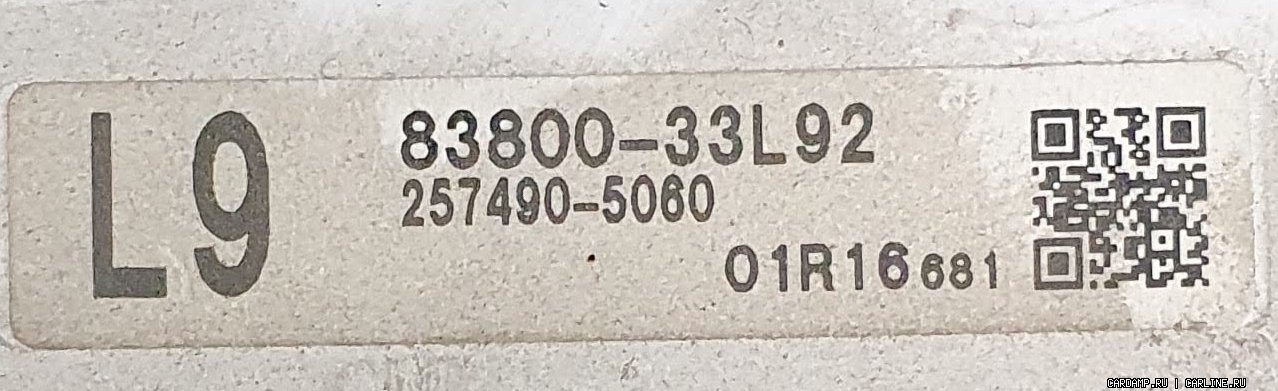 L9
83800-33L92
257490-5060
01R16 681
CARDAMP.RU | CARLINE.RU